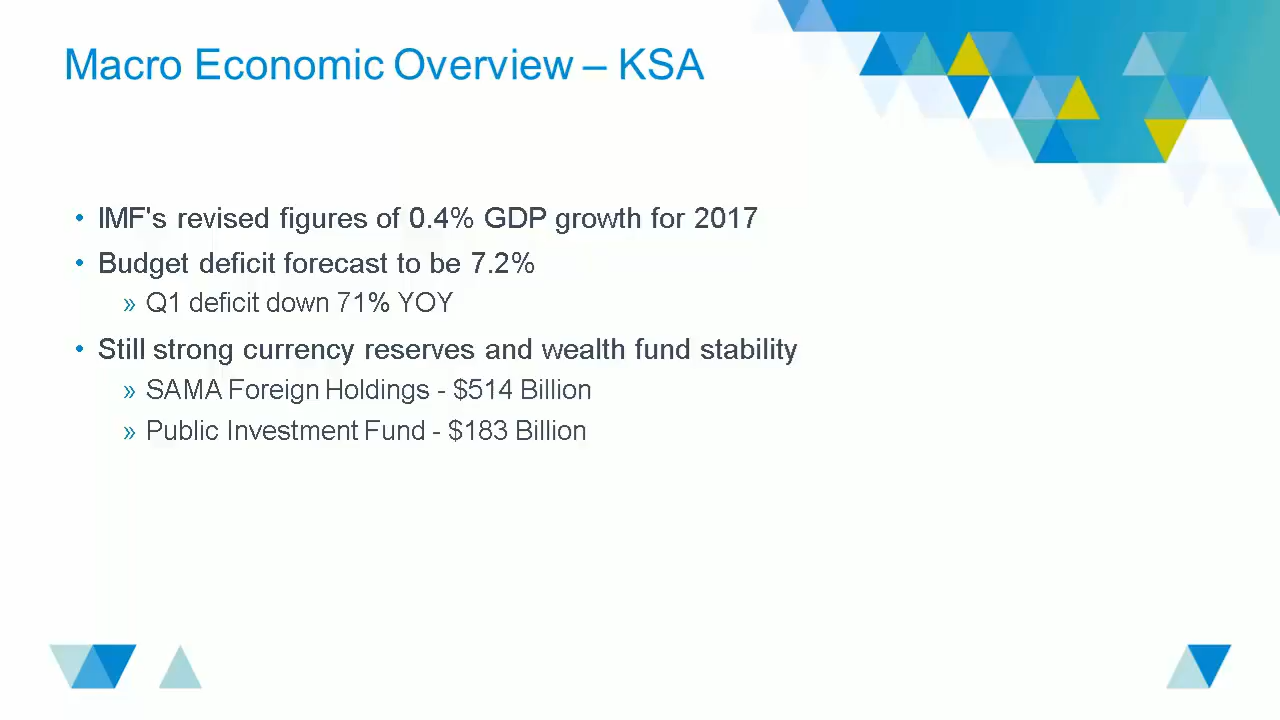 Macro Economic Overview – KSA
• IMF's revised figures of 0.4% GDP growth for 2017
• Budget deficit forecast to be 7.2%
» Q1 deficit down 71% YOY
• Still strong currency reserves and wealth fund stability
» SAMA Foreign Holdings - $514 Billion
» Public Investment Fund - $183 Billion